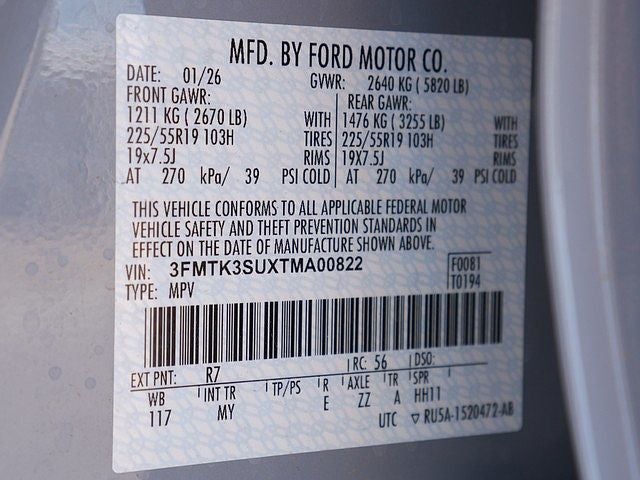 MFD. BY FORD MOTOR CO.
DATE: 01/26 GVWR: 2640 KG ( 5820 LB)
FRONT GAWR: REAR GAWR:
1211 KG ( 2670 LB) WITH 1476 KG ( 3255 LB) WITH
225/55R19 103H TIRES 225/55R19 103H TIRES
19x7.5J RIMS 19X7.5J RIMS
AT 270 kPa/ 39 PSI COLD AT 270 kPa/ 39 PSI COLD
THIS VEHICLE CONFORMS TO ALL APPLICABLE FEDERAL MOTOR
VEHICLE SAFETY AND THEFT PREVENTION STANDARDS IN
EFFECT ON THE DATE OF MANUFACTURE SHOWN ABOVE.
VIN: 3FMTK3SUXTMA00822 F0081
TYPE: MPV T0194
EXT PNT: R7 RC: 56 DSO:
WB INT TR TP/PS R AXLE TR SPR
117 MY E ZZ A HH11
UTC ▽ RU5A-1520472-AB